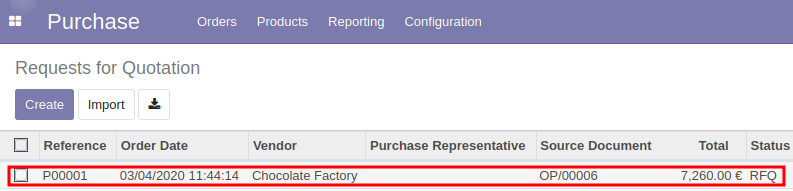 Purchase Orders Products Reporting Configuration
Requests for Quotation
Create Import
Reference Order Date Vendor Purchase Representative Source Document Total Status
P00001 03/04/2020 11:44:14 Chocolate Factory OP/00006 7,260.00 € RFQ